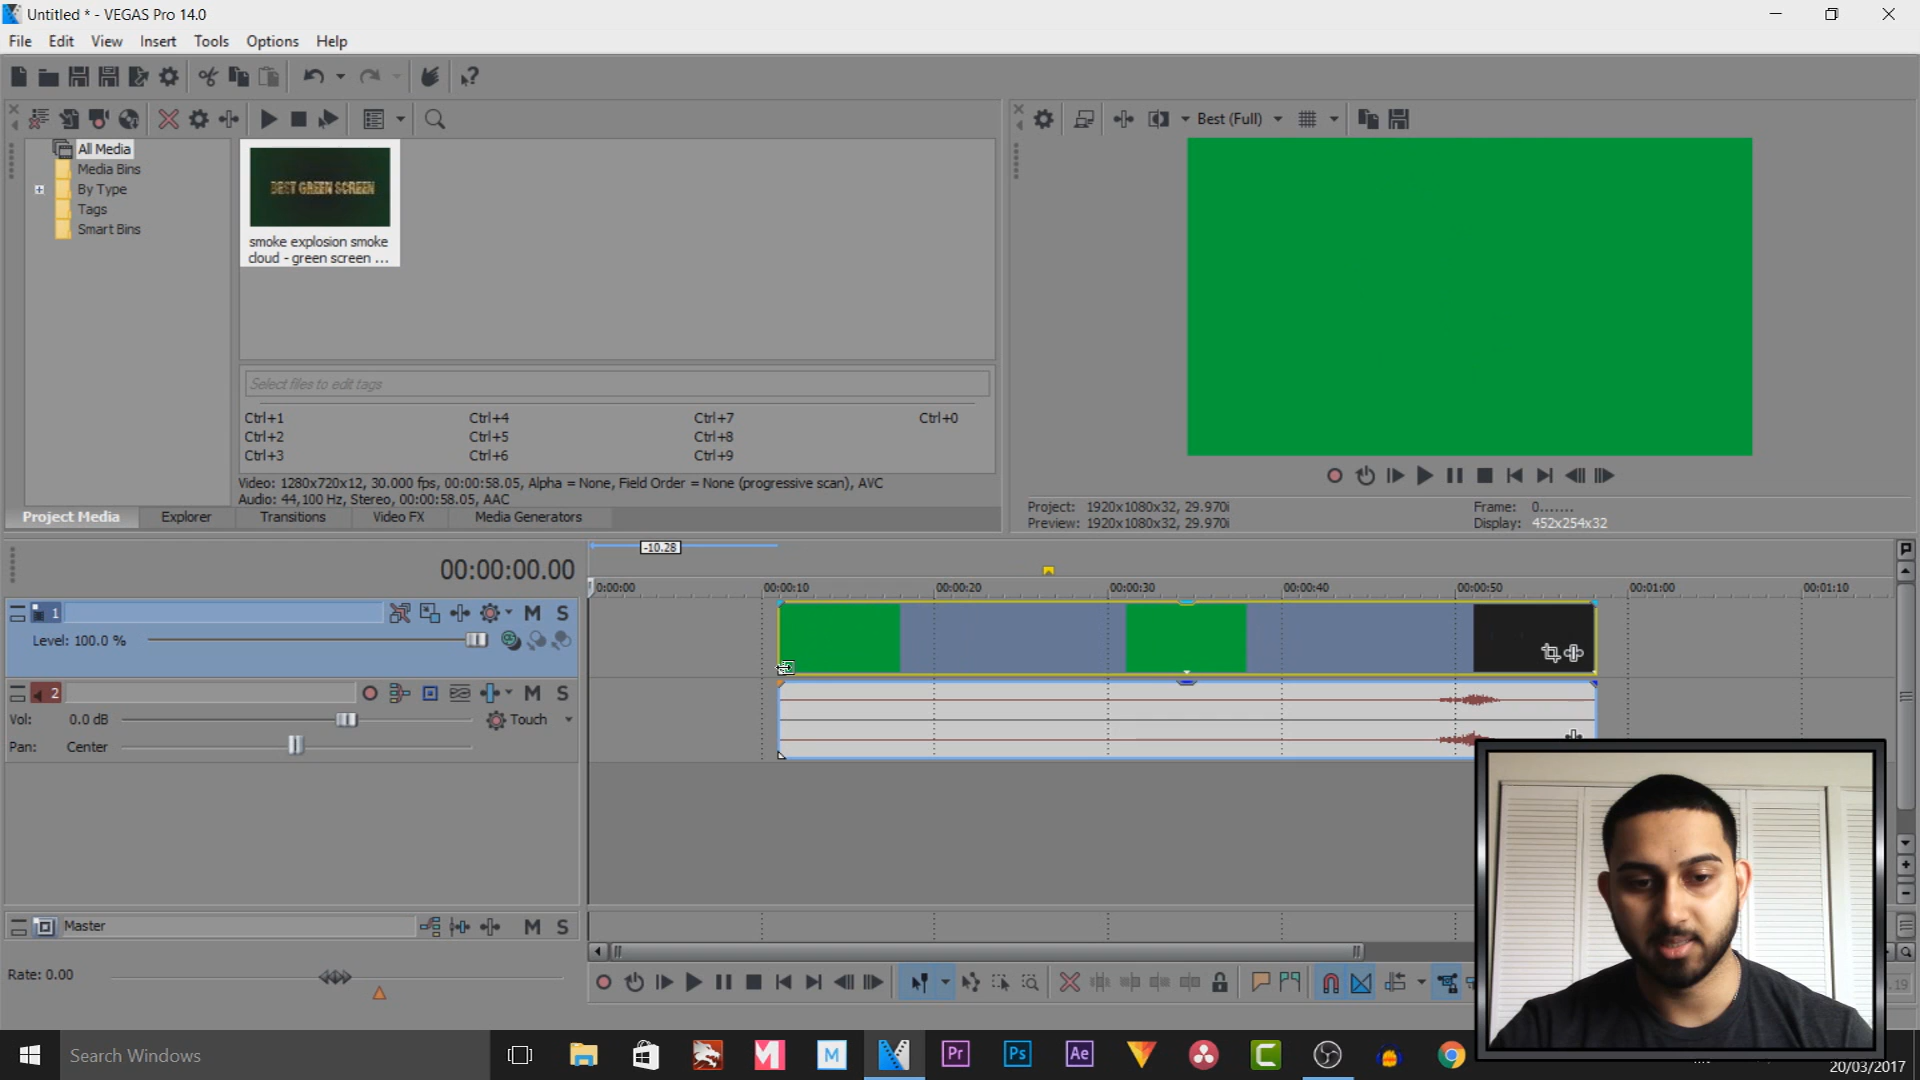 Untitled * - VEGAS Pro 14.0
File Edit View Insert Tools Options Help
Best (Full)
All Media
Media Bins
By Type
Tags
Smart Bins
BEST GREEN SCREEN
smoke explosion smoke
cloud - green screen ...
Select files to edit tags
Ctrl+1 Ctrl+4 Ctrl+7 Ctrl+0
Ctrl+2 Ctrl+5 Ctrl+8
Ctrl+3 Ctrl+6 Ctrl+9
Video: 1280x720x12, 30.000 fps, 00:00:58.05, Alpha = None, Field Order = None (progressive scan), AVC
Audio: 44,100 Hz, Stereo, 00:00:58.05, AAC
Project Media Explorer Transitions Video FX Media Generators
Project: 1920x1080x32, 29.970i
Preview: 1920x1080x32, 29.970i
Frame: 0.......
Display: 452x254x32
00:00:00.00
-10.28
0:00:00 00:00:10 00:00:20 00:00:30 00:00:40 00:00:50 00:01:00 00:01:10
1 M S
Level: 100.0 %
2 M S
Vol: 0.0 dB Touch
Pan: Center
Master M S
Rate: 0.00
Search Windows
M
M
Pr
Ps
Ae
C
20/03/2017